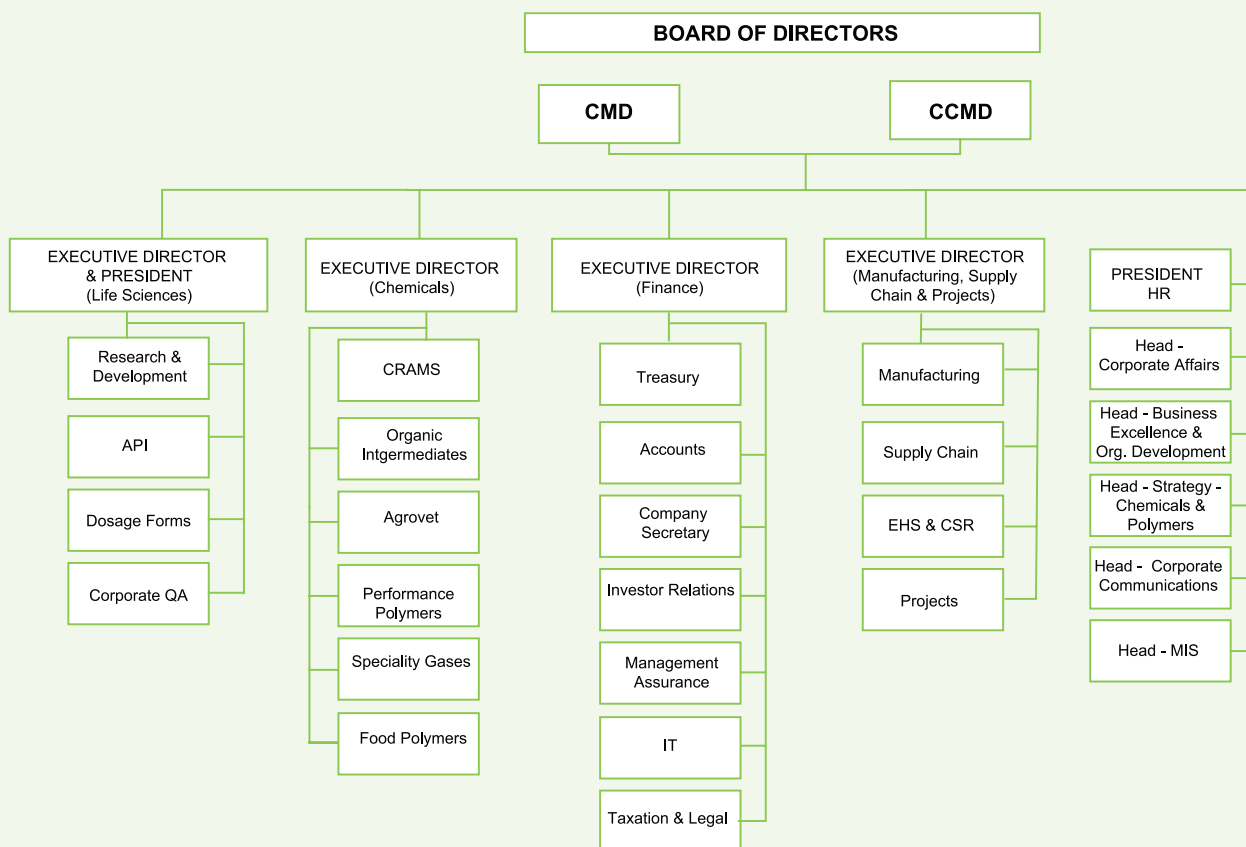 BOARD OF DIRECTORS
CMD
CCMD
EXECUTIVE DIRECTOR
& PRESIDENT
(Life Sciences)
Research &
Development
API
Dosage Forms
Corporate QA
EXECUTIVE DIRECTOR
(Chemicals)
CRAMS
Organic
Intgermediates
Agrovet
Performance
Polymers
Speciality Gases
Food Polymers
EXECUTIVE DIRECTOR
(Finance)
Treasury
Accounts
Company
Secretary
Investor Relations
Management
Assurance
IT
Taxation & Legal
EXECUTIVE DIRECTOR
(Manufacturing, Supply
Chain & Projects)
Manufacturing
Supply Chain
EHS & CSR
Projects
PRESIDENT
HR
Head -
Corporate Affairs
Head - Business
Excellence &
Org. Development
Head - Strategy -
Chemicals &
Polymers
Head - Corporate
Communications
Head - MIS